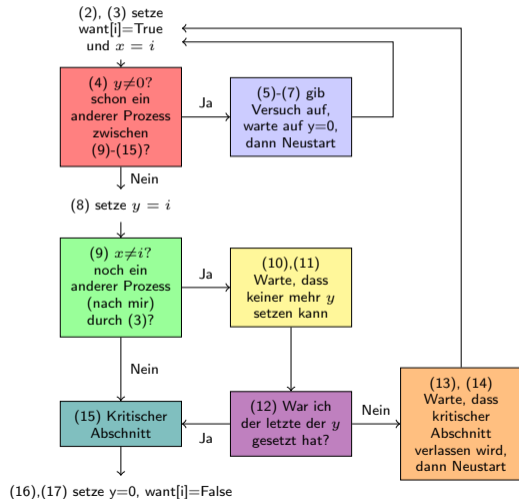 (2), (3) setze
want[i]=True
und x = i
(4) y≠0?
schon ein
anderer Prozess
zwischen
(9)-(15)?
Ja
(5)-(7) gib
Versuch auf,
warte auf y=0,
dann Neustart
Nein
(8) setze y = i
(9) x≠i?
noch ein
anderer Prozess
(nach mir)
durch (3)?
Ja
(10),(11)
Warte, dass
keiner mehr y
setzen kann
Nein
(15) Kritischer
Abschnitt
Ja
(12) War ich
der letzte der y
gesetzt hat?
Nein
(13), (14)
Warte, dass
kritischer
Abschnitt
verlassen wird,
dann Neustart
(16),(17) setze y=0, want[i]=False